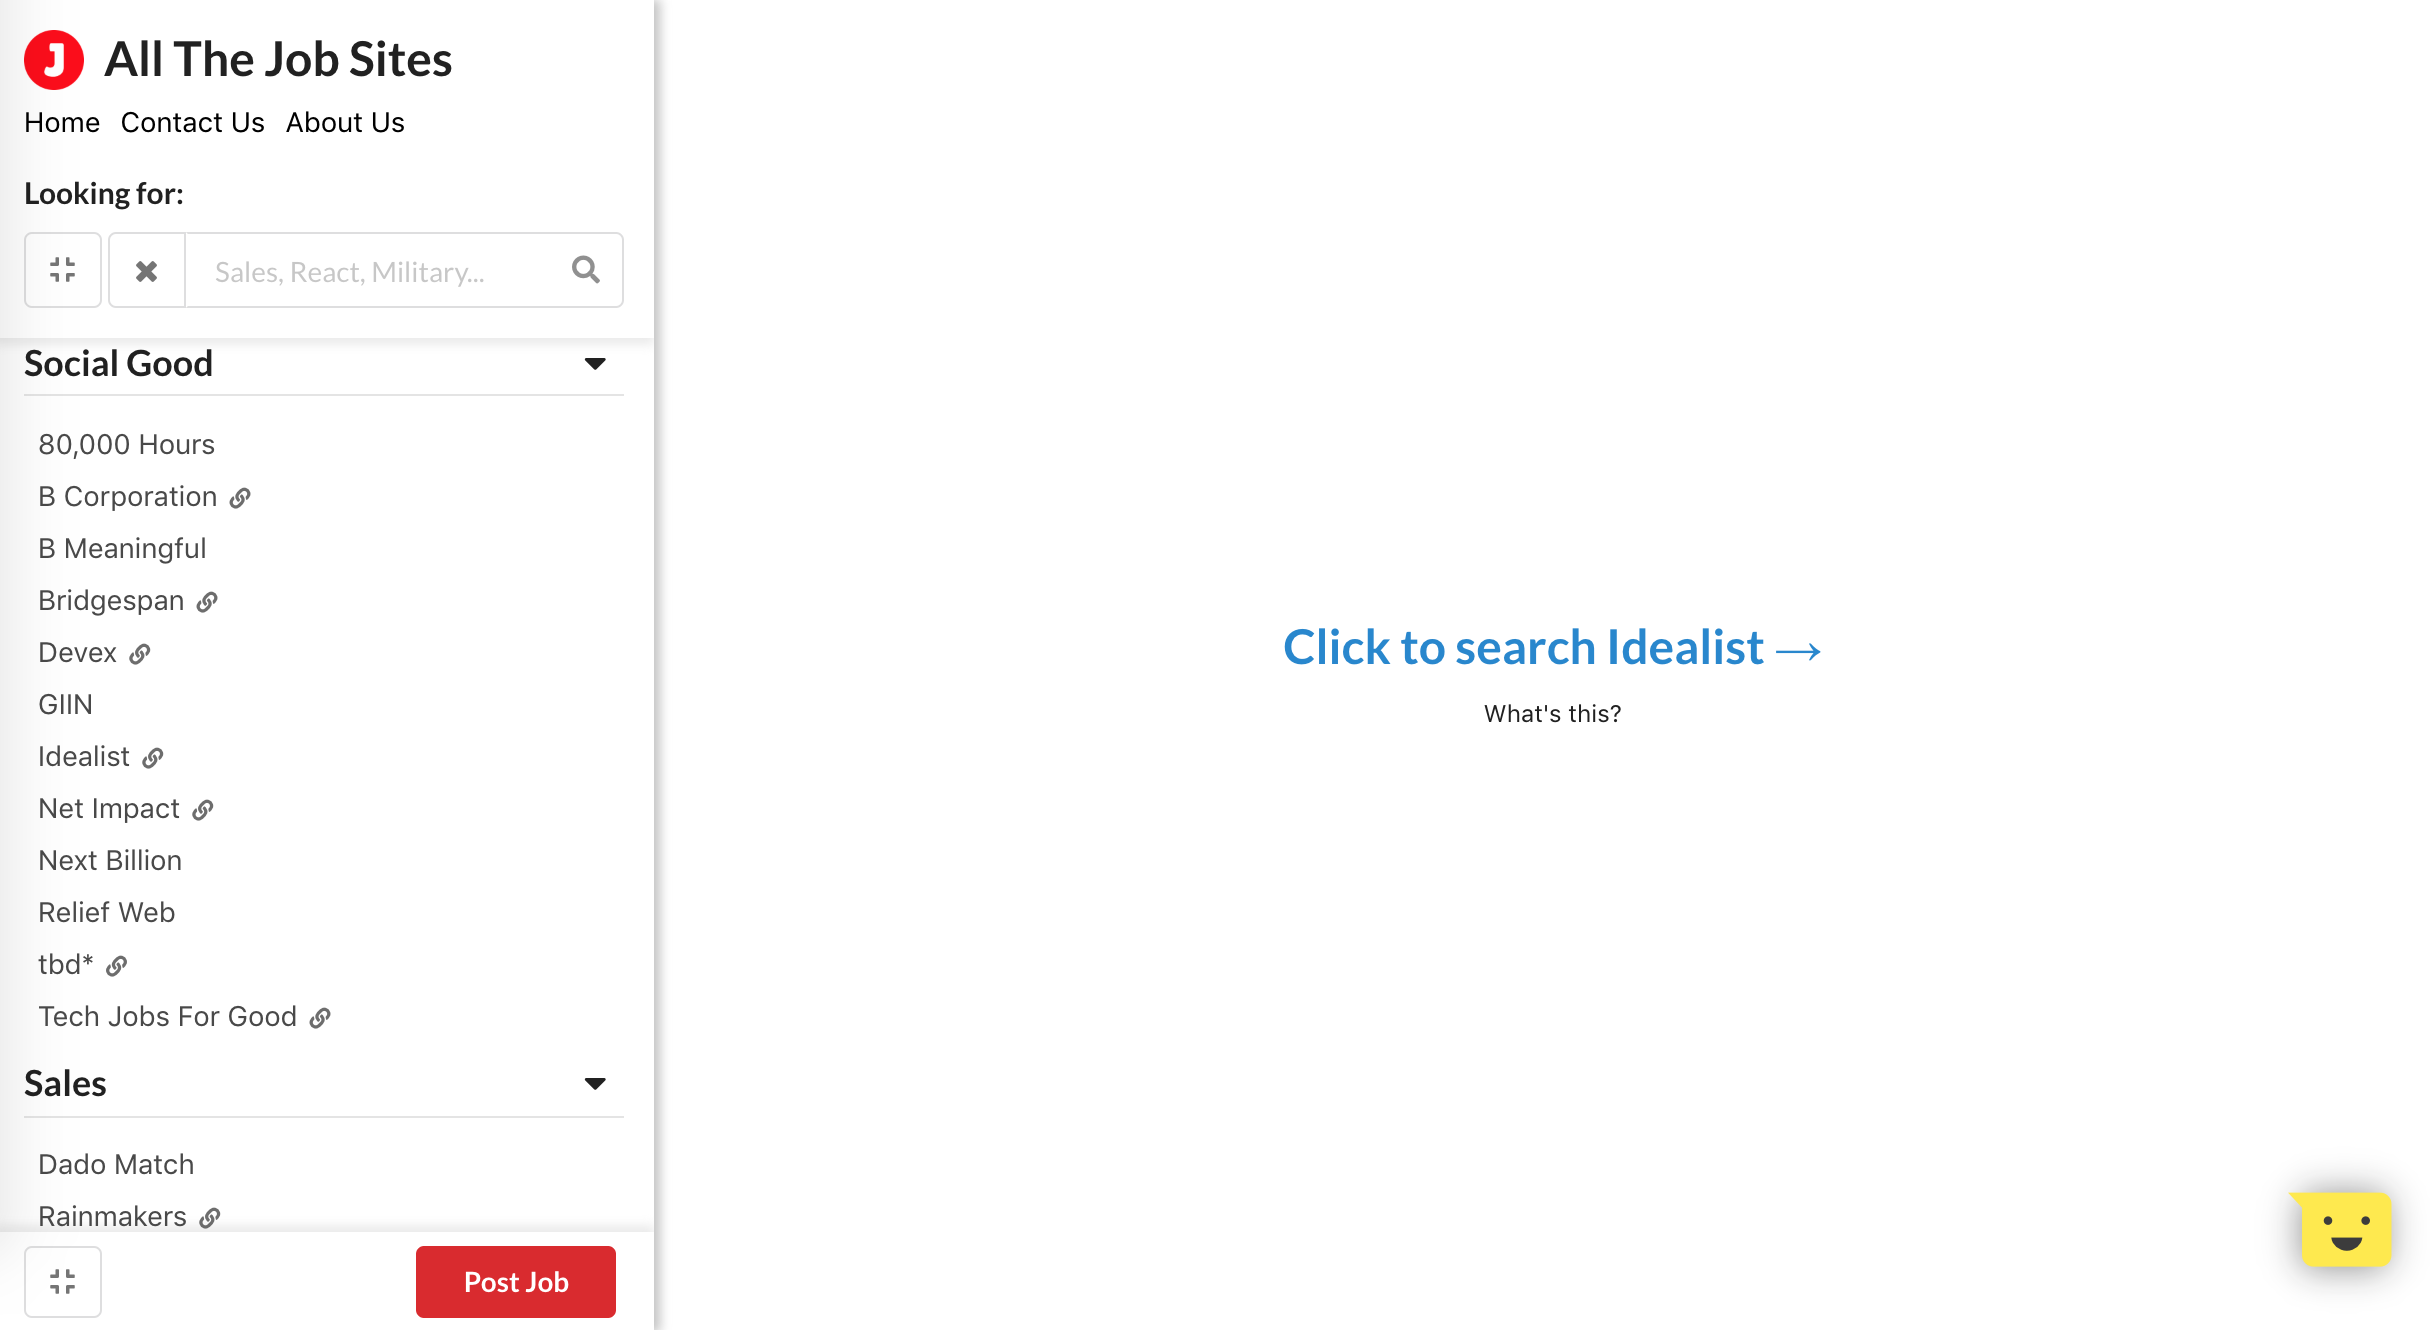 J All The Job Sites
Home Contact Us About Us
Looking for:
Sales, React, Military...
Social Good
80,000 Hours
B Corporation
B Meaningful
Bridgespan
Devex
GIIN
Idealist
Net Impact
Next Billion
Relief Web
tbd*
Tech Jobs For Good
Sales
Dado Match
Rainmakers
Post Job
Click to search Idealist →
What's this?